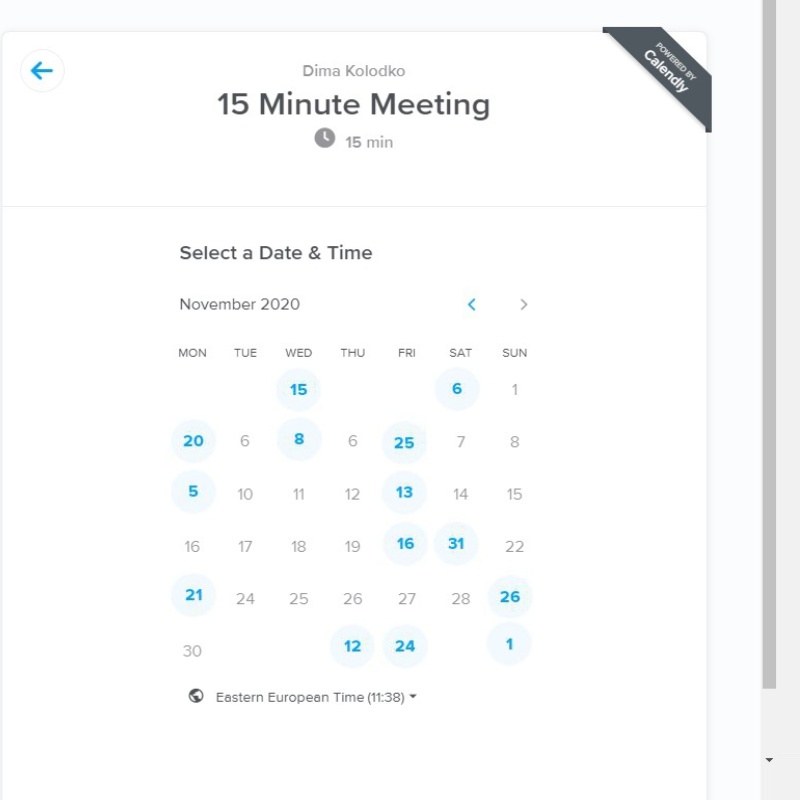 POWERED BY
Calendly
Dima Kolodko
15 Minute Meeting
15 min
Select a Date & Time
November 2020
MON TUE WED THU FRI SAT SUN
15 6 1
20 6 8 6 25 7 8
5 10 11 12 13 14 15
16 17 18 19 16 31 22
21 24 25 26 27 28 26
30 12 24 1
Eastern European Time (11:38)